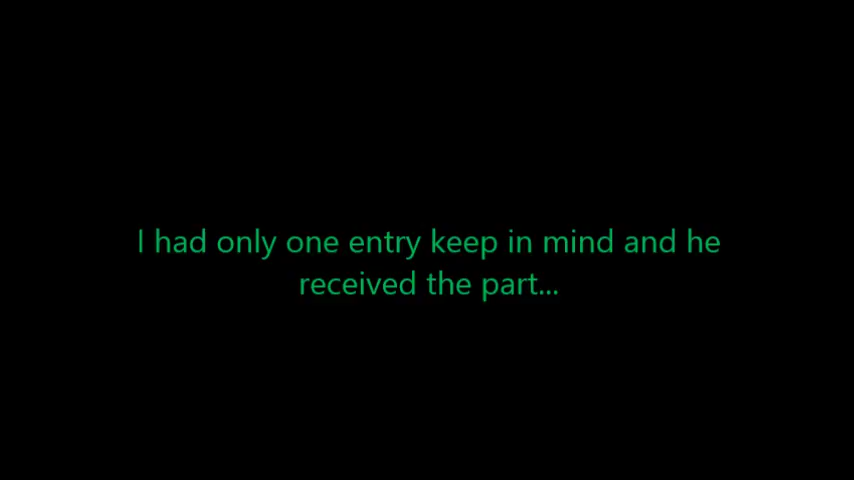 I had only one entry keep in mind and he
received the part...